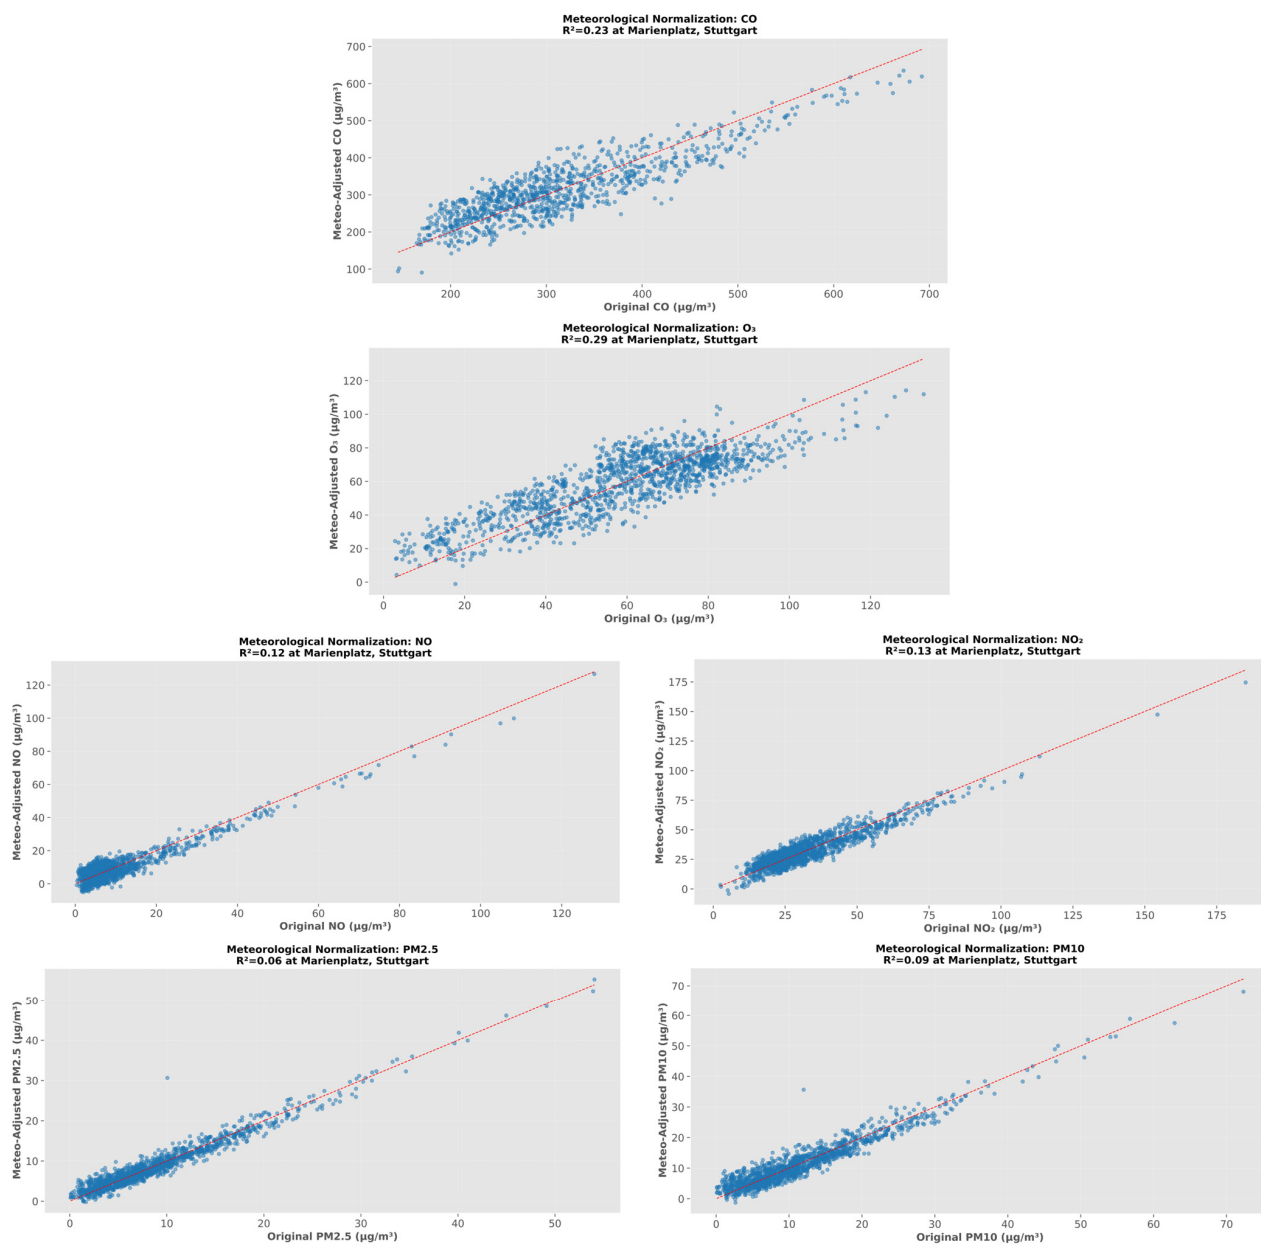 Meteorological Normalization: CO
R²=0.23 at Marienplatz, Stuttgart
Meteo-Adjusted CO (μg/m³)
700
600
500
400
300
200
100
200 300 400 500 600 700
Original CO (μg/m³)
Meteorological Normalization: O₃
R²=0.29 at Marienplatz, Stuttgart
Meteo-Adjusted O₃ (μg/m³)
120
100
80
60
40
20
0
0 20 40 60 80 100 120
Original O₃ (μg/m³)
Meteorological Normalization: NO
R²=0.12 at Marienplatz, Stuttgart
Meteo-Adjusted NO (μg/m³)
120
100
80
60
40
20
0
0 20 40 60 80 100 120
Original NO (μg/m³)
Meteorological Normalization: NO₂
R²=0.13 at Marienplatz, Stuttgart
Meteo-Adjusted NO₂ (μg/m³)
175
150
125
100
75
50
25
0
0 25 50 75 100 125 150 175
Original NO₂ (μg/m³)
Meteorological Normalization: PM2.5
R²=0.06 at Marienplatz, Stuttgart
Meteo-Adjusted PM2.5 (μg/m³)
50
40
30
20
10
0
0 10 20 30 40 50
Original PM2.5 (μg/m³)
Meteorological Normalization: PM10
R²=0.09 at Marienplatz, Stuttgart
Meteo-Adjusted PM10 (μg/m³)
70
60
50
40
30
20
10
0
0 10 20 30 40 50 60 70
Original PM10 (μg/m³)